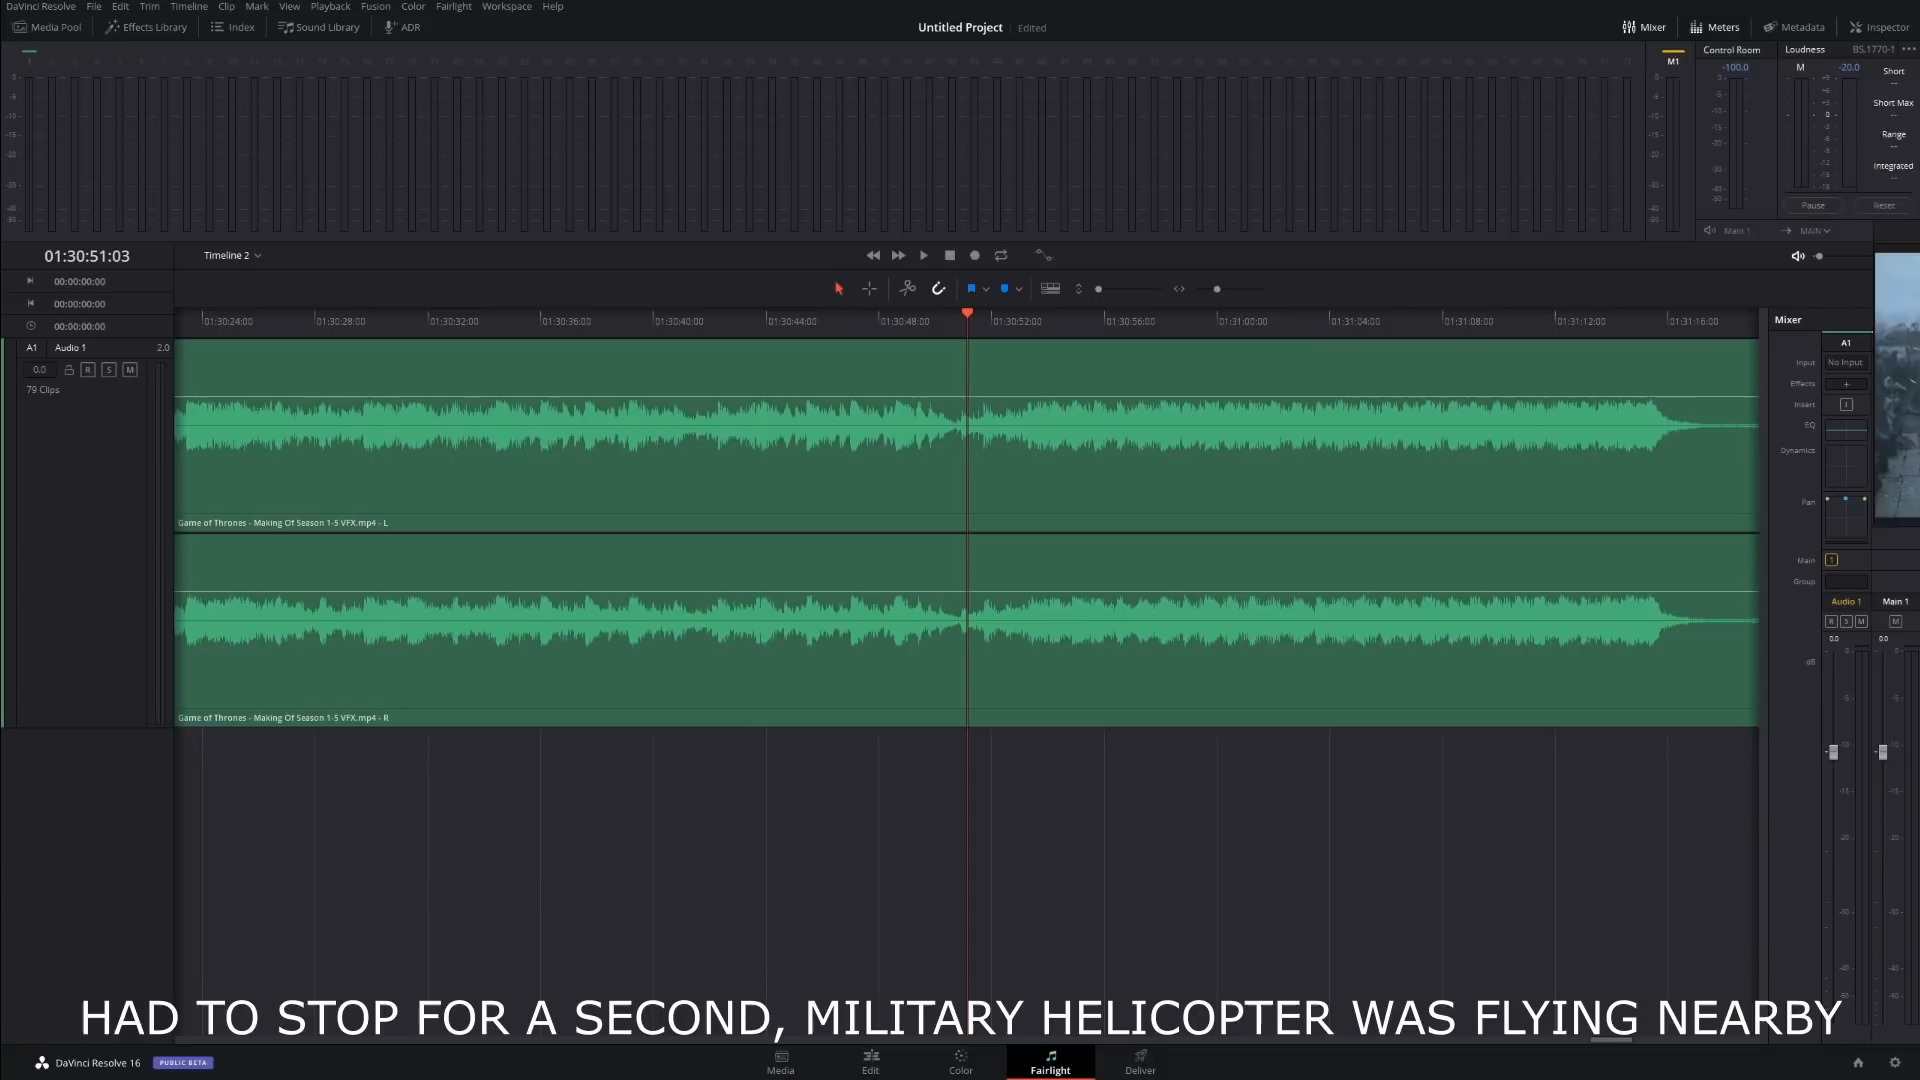 DaVinci Resolve File Edit Trim Timeline Clip Mark View Playback Fusion Color Fairlight Workspace Help
Media Pool Effects Library Index Sound Library ADR Untitled Project Edited Mixer Meters Metadata Inspector
M1 Control Room Loudness BS.1770-1
-100.0 M -20.0 Short
Short Max
Range
Integrated
Pause Reset
Main 1 MAIN
01:30:51:03 Timeline 2
00:00:00:00
00:00:00:00
00:00:00:00
01:30:24:00 01:30:28:00 01:30:32:00 01:30:36:00 01:30:40:00 01:30:44:00 01:30:48:00 01:30:52:00 01:30:56:00 01:31:00:00 01:31:04:00 01:31:08:00 01:31:12:00 01:31:16:00
Mixer
A1 Audio 1 2.0
0.0 R S M
79 Clips
A1
Input No Input
Effects +
Insert I
EQ
Dynamics
Pan
Game of Thrones - Making Of Season 1-5 VFX.mp4 - L
Main 1
Group
Audio 1 Main 1
R S M M
0.0 0.0
dB
Game of Thrones - Making Of Season 1-5 VFX.mp4 - R
HAD TO STOP FOR A SECOND, MILITARY HELICOPTER WAS FLYING NEARBY
DaVinci Resolve 16 PUBLIC BETA
Media Edit Color Fairlight Deliver